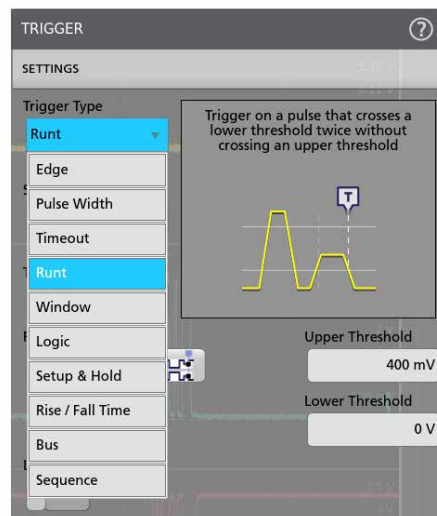 TRIGGER
?
SETTINGS
Trigger Type
Runt
Trigger on a pulse that crosses a
lower threshold twice without
crossing an upper threshold
T
Edge
Pulse Width
Timeout
Runt
Window
Logic
Setup & Hold
Rise / Fall Time
Bus
Sequence
Upper Threshold
400 mV
Lower Threshold
0 V